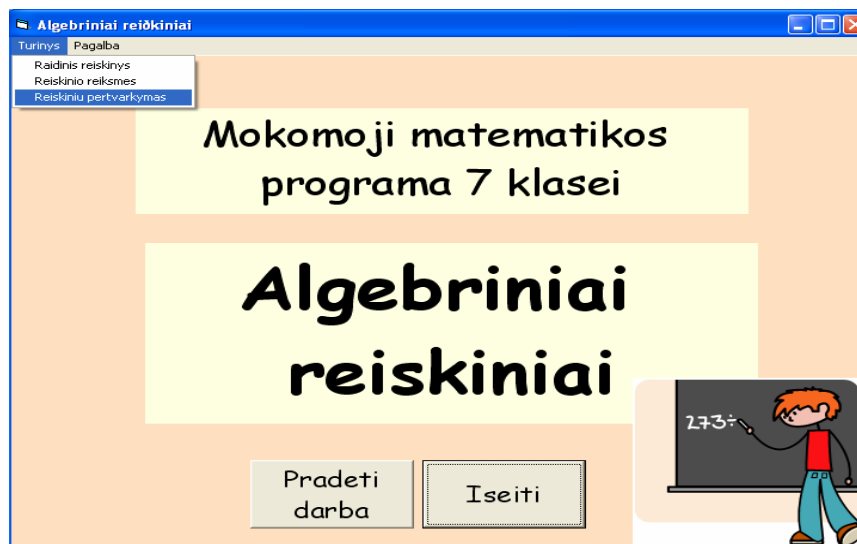 Algebriniai reiðkiniai
Turinys Pagalba
Raidinis reiskinys
Reiskinio reiksmes
Reiskiniu pertvarkymas
Mokomoji matematikos
programa 7 klasei
Algebriniai
reiskiniai
273÷
Pradeti
darba
Iseiti